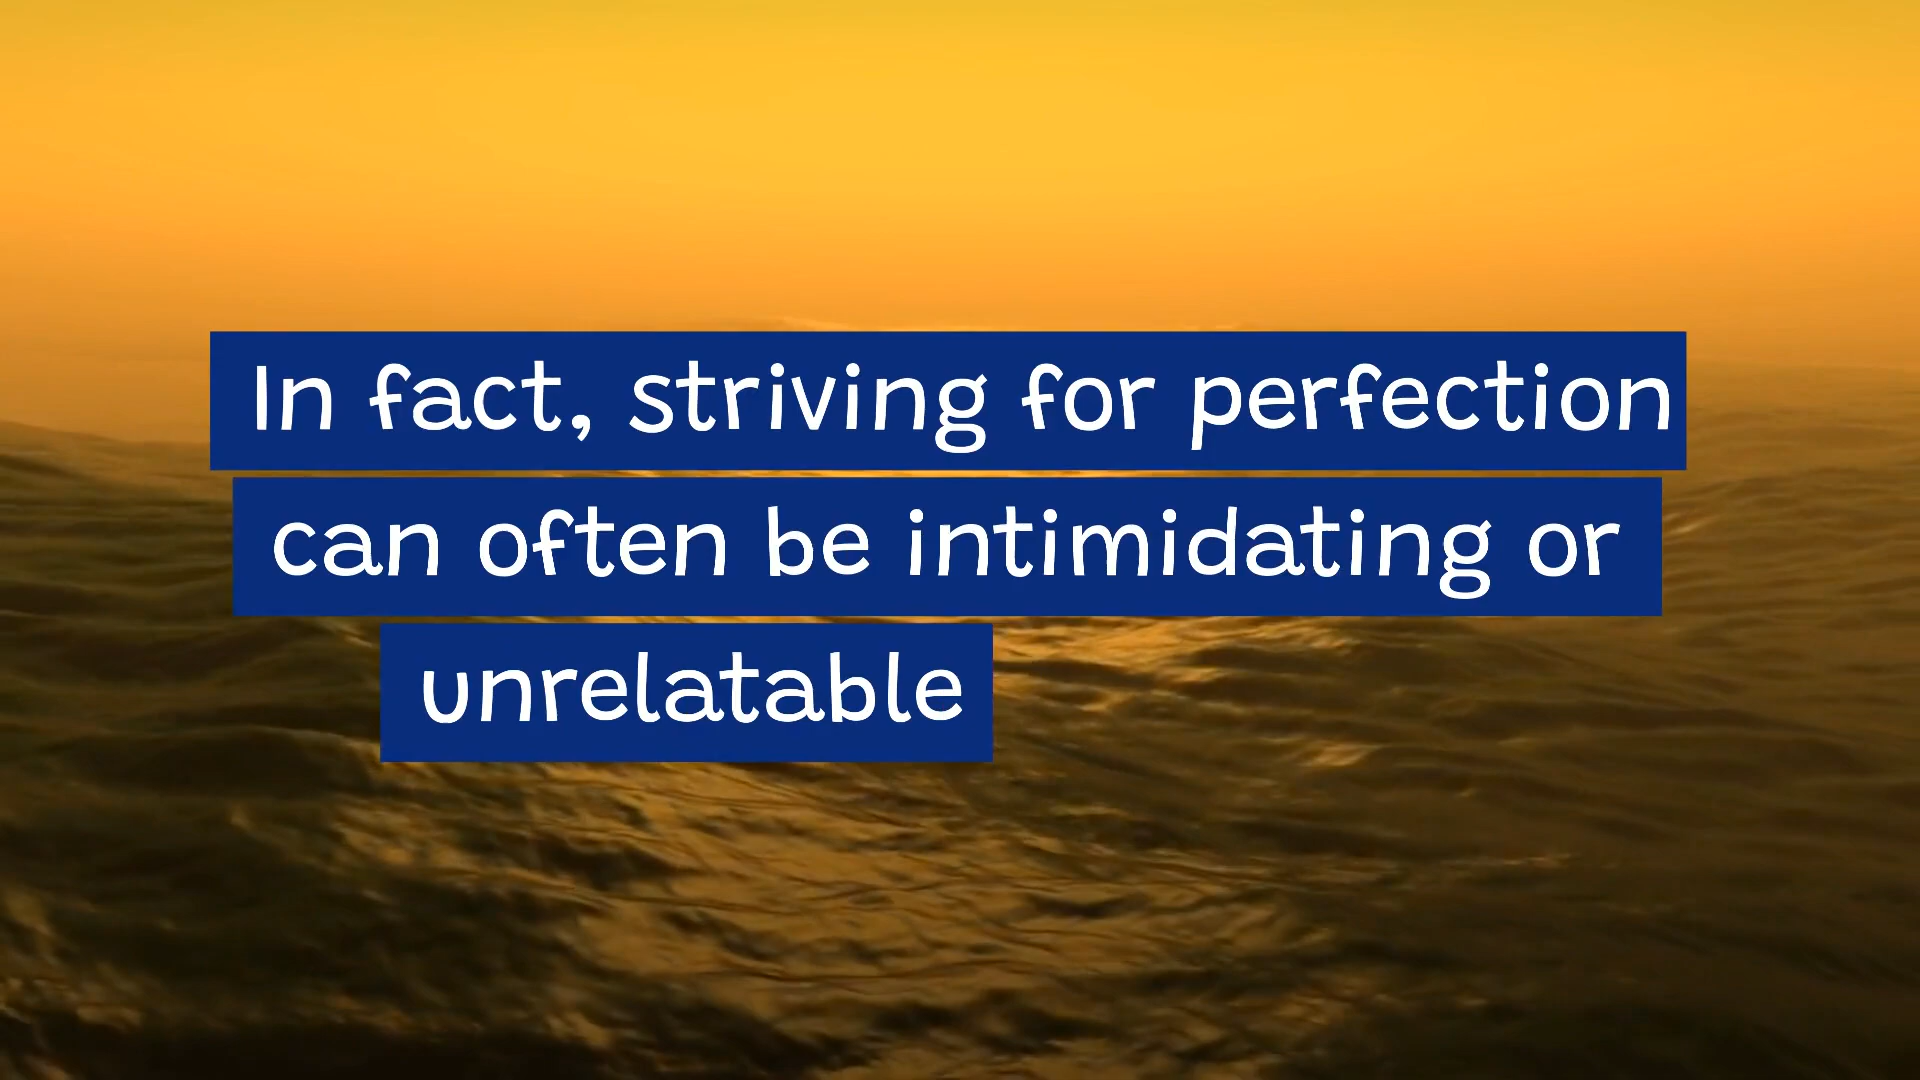 In fact, striving for perfection
can often be intimidating or
unrelatable